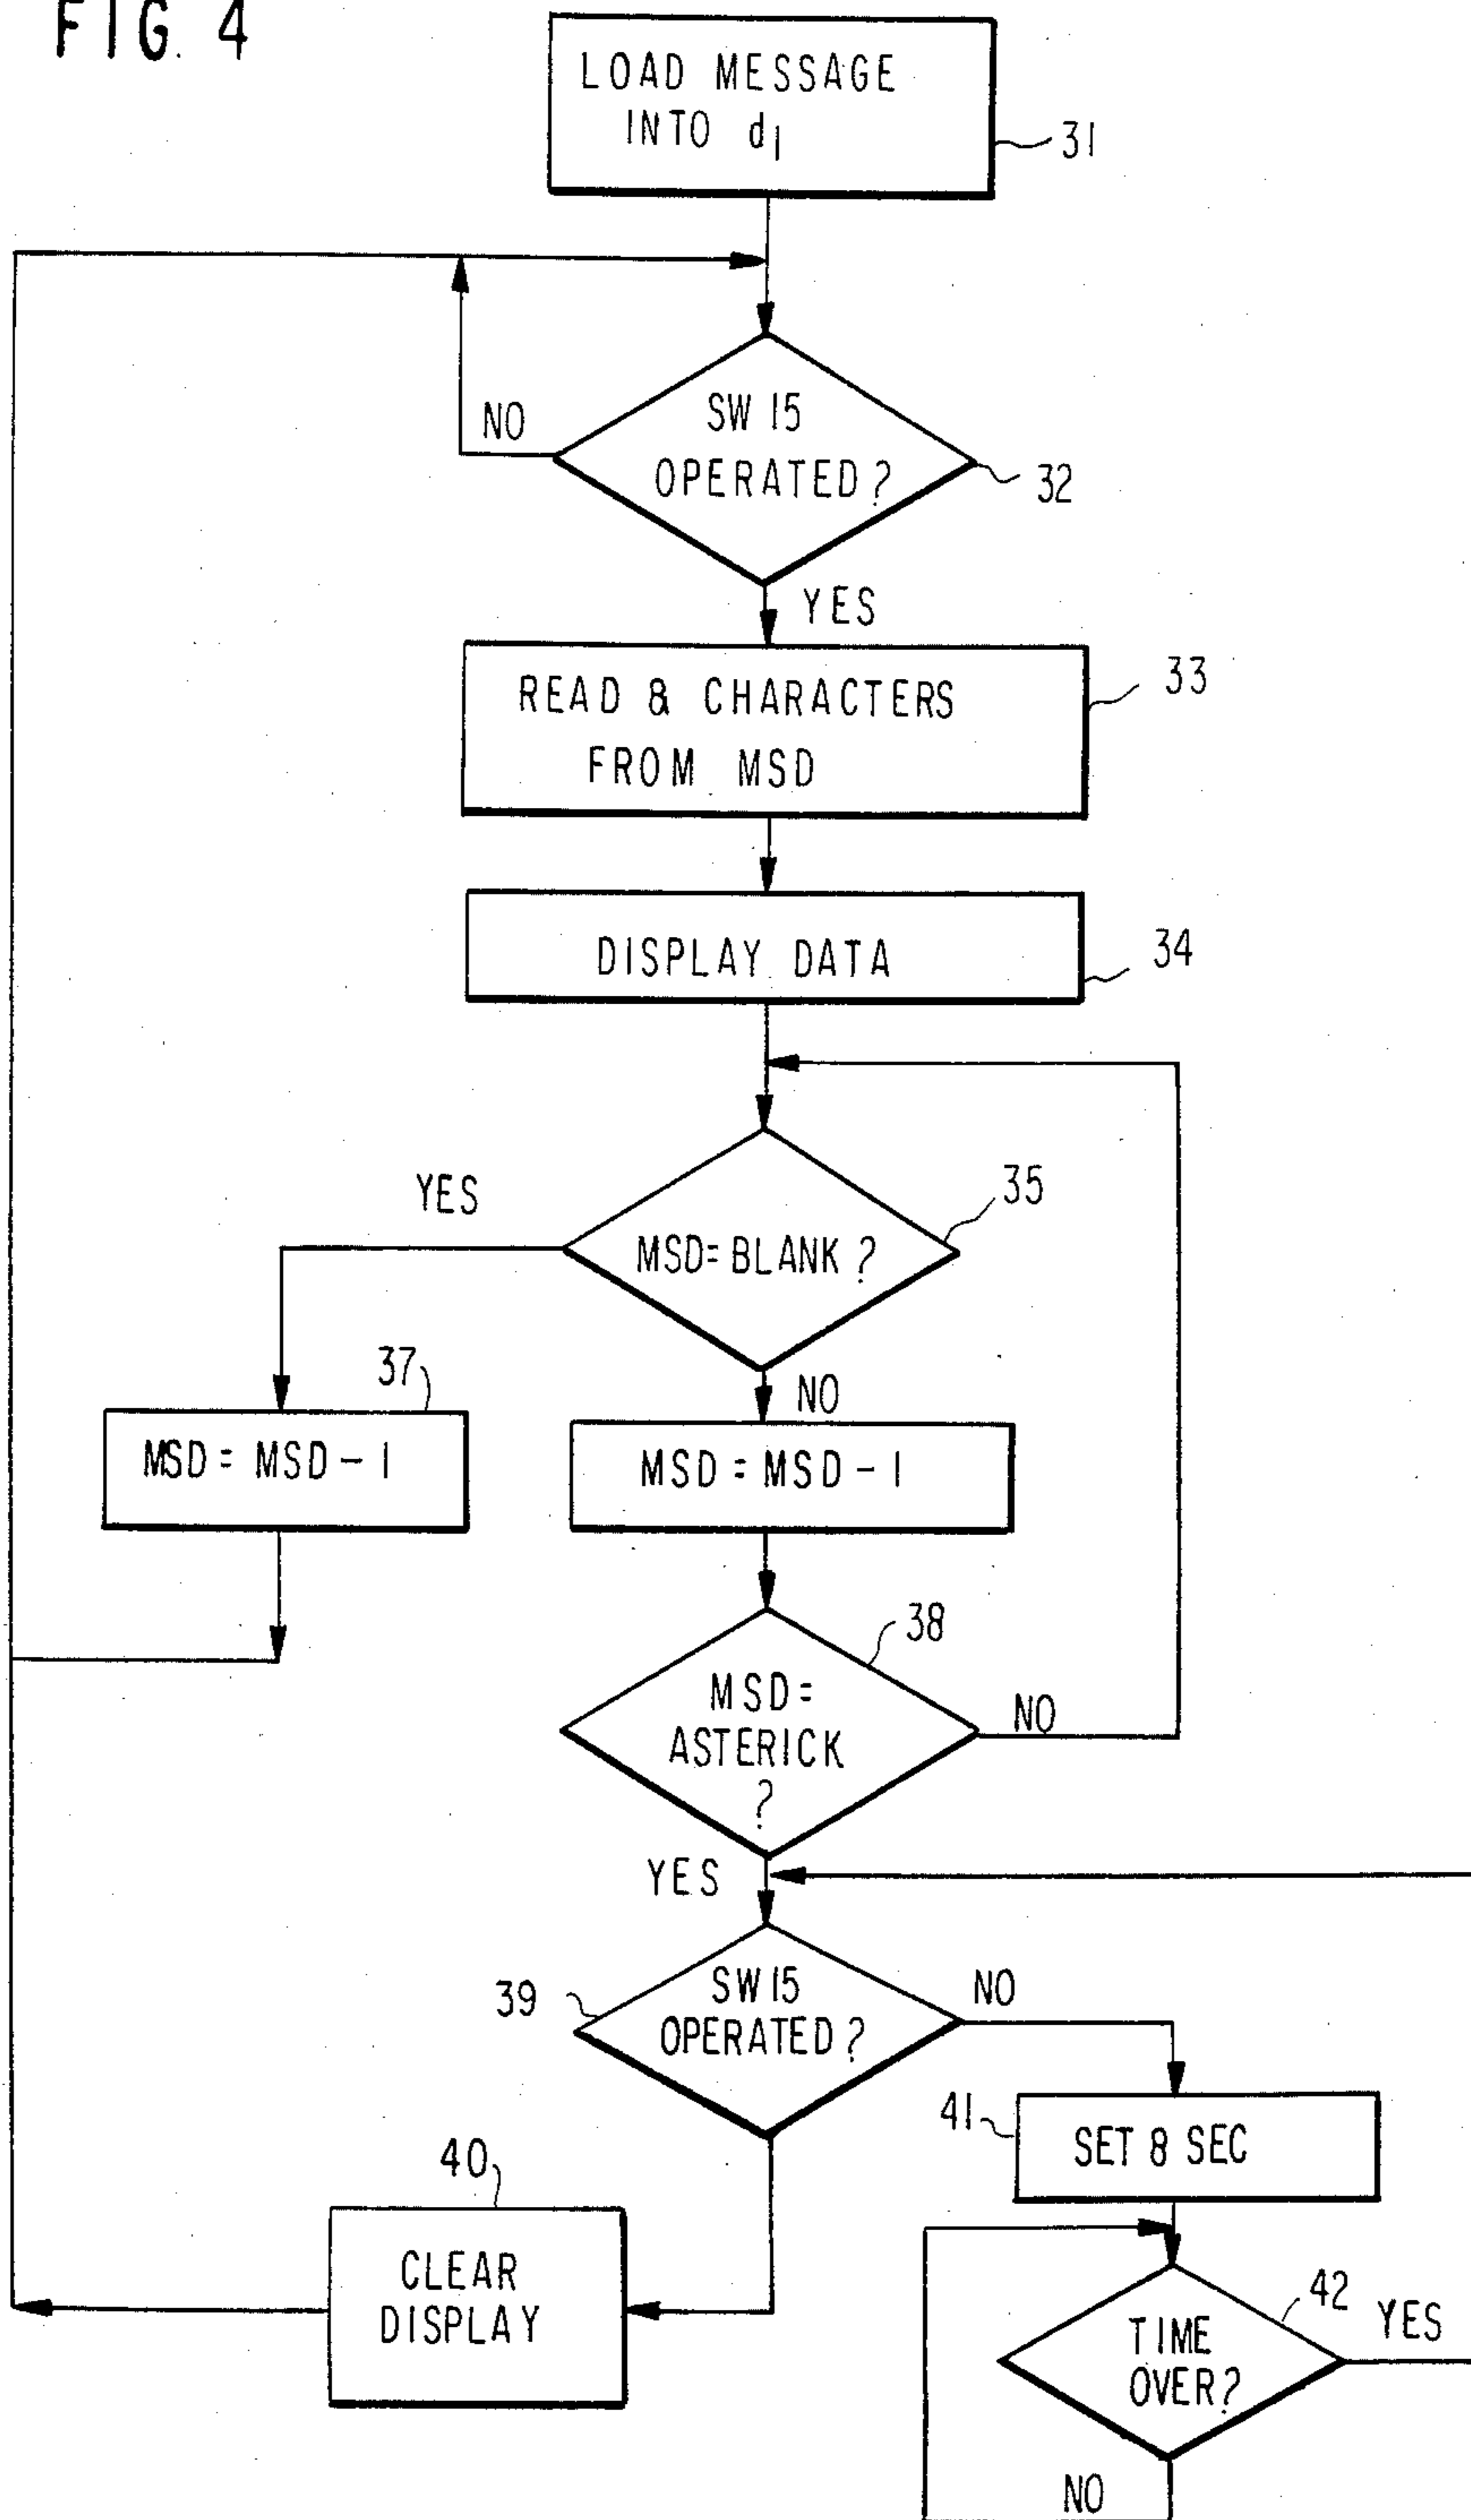 FIG. 4
LOAD MESSAGE
INTO d1
31
NO
SW 15
OPERATED?
32
YES
READ & CHARACTERS
FROM MSD
33
DISPLAY DATA
34
YES
MSD=BLANK?
35
37
NO
MSD = MSD - 1
MSD = MSD - 1
38
MSD =
ASTERICK
?
NO
YES
39
SW 15
OPERATED?
NO
41
SET 8 SEC
40
CLEAR
DISPLAY
42
TIME
OVER?
YES
NO